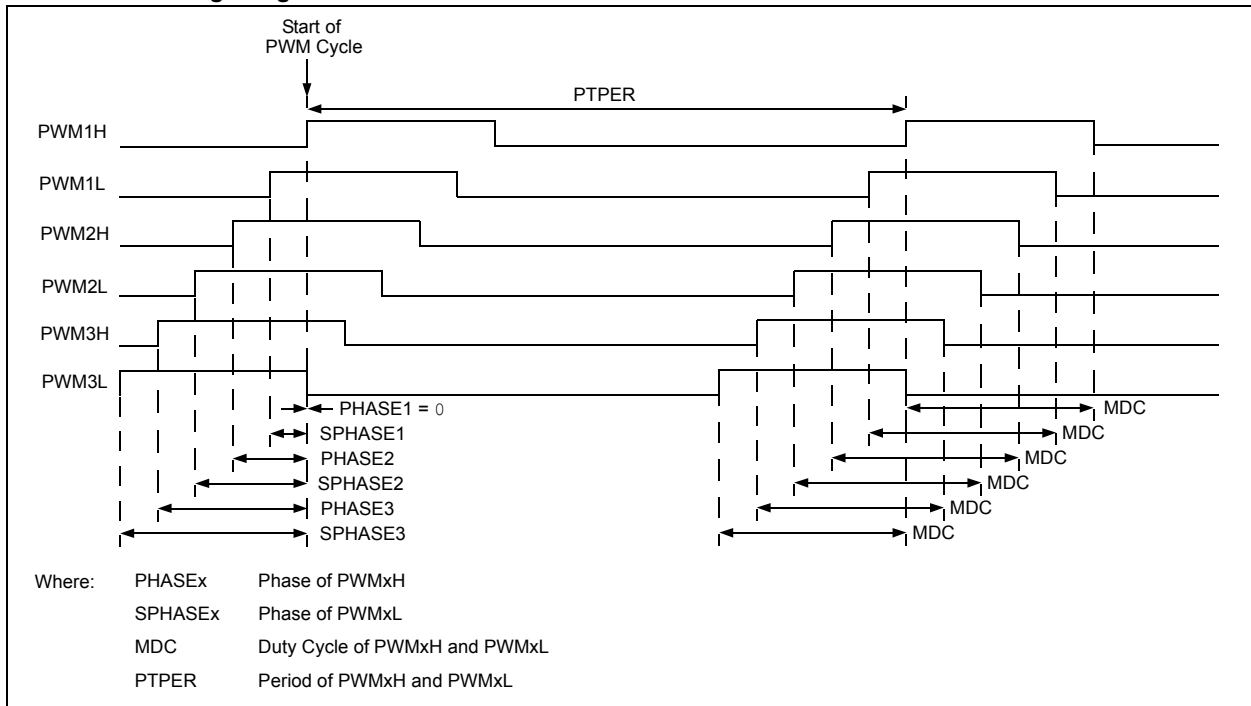 Start of
PWM Cycle
PTPER
PWM1H
PWM1L
PWM2H
PWM2L
PWM3H
PWM3L
PHASE1 = 0
SPHASE1
PHASE2
SPHASE2
PHASE3
SPHASE3
MDC
MDC
MDC
MDC
MDC
MDC
Where: PHASEx Phase of PWMxH
SPHASEx Phase of PWMxL
MDC Duty Cycle of PWMxH and PWMxL
PTPER Period of PWMxH and PWMxL